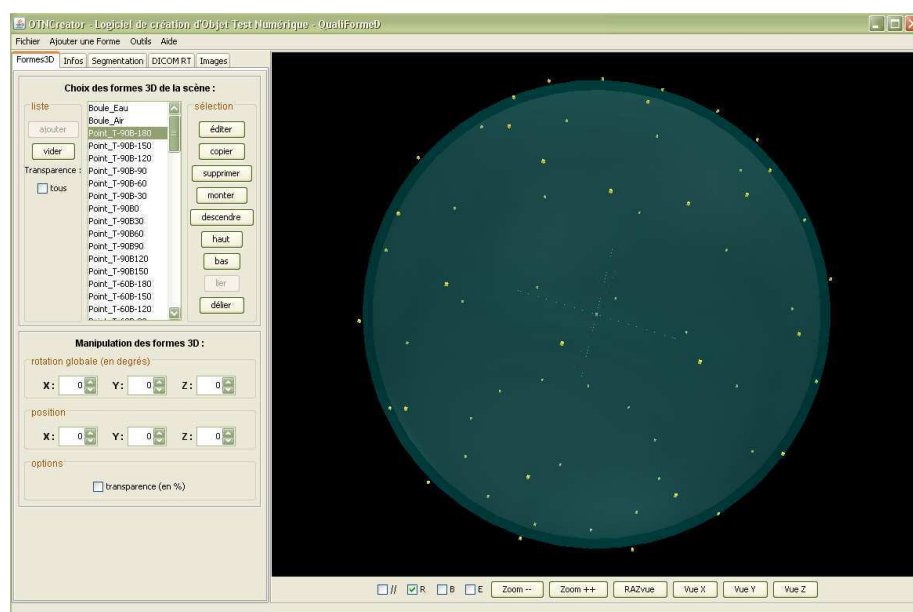 OTNCreator - Logiciel de création d'Objet Test Numérique - QualiFormeD
Fichier Ajouter une Forme Outils Aide
Formes3D Infos Segmentation DICOM RT Images
Choix des formes 3D de la scène :
liste
sélection
ajouter
vider
Transparence :
tous
Boule_Eau
Boule_Air
Point_T-90B-180
Point_T-90B-150
Point_T-90B-120
Point_T-90B-90
Point_T-90B-60
Point_T-90B-30
Point_T-90B0
Point_T-90B30
Point_T-90B60
Point_T-90B90
Point_T-90B120
Point_T-90B150
Point_T-60B-180
Point_T-60B-150
Point_T-60B-120
éditer
copier
supprimer
monter
descendre
haut
bas
lier
délier
Manipulation des formes 3D :
rotation globale (en degrés)
X : 0 Y : 0 Z : 0
position
X : 0 Y : 0 Z : 0
options
transparence (en %)
// R B E Zoom -- Zoom ++ RAZvue Vue X Vue Y Vue Z